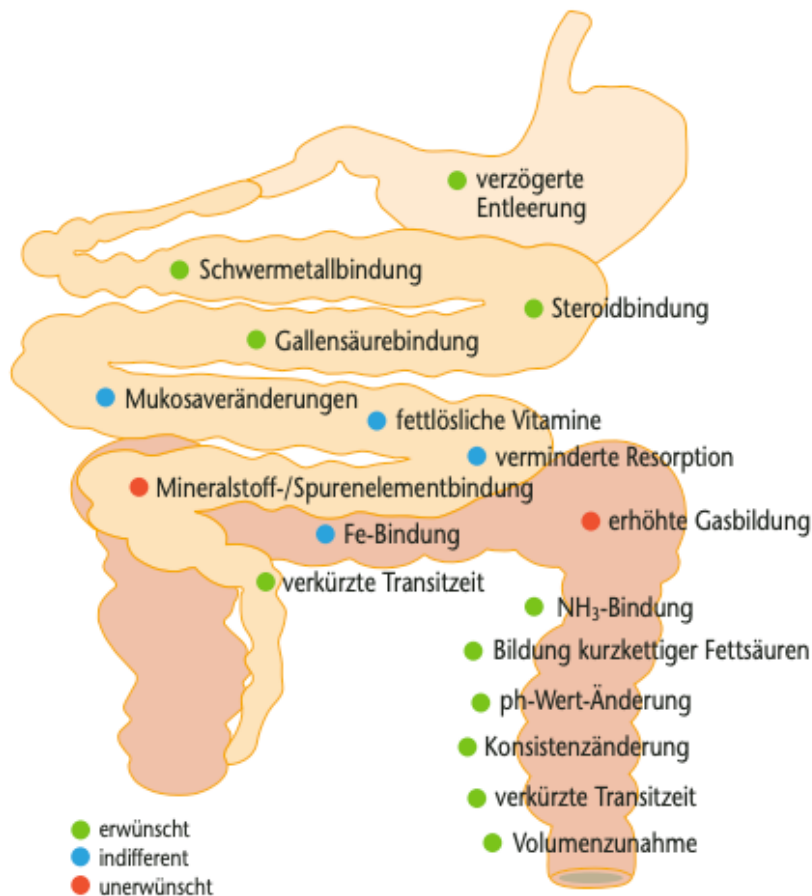 verzögerte
Entleerung
Schwermetallbindung
Steroidbindung
Gallensäurebindung
Mukosaveränderungen
fettlösliche Vitamine
verminderte Resorption
Mineralstoff-/Spurenelementbindung
erhöhte Gasbildung
Fe-Bindung
verkürzte Transitzeit
NH₃-Bindung
Bildung kurzkettiger Fettsäuren
ph-Wert-Änderung
Konsistenzänderung
verkürzte Transitzeit
Volumenzunahme
erwünscht
indifferent
unerwünscht